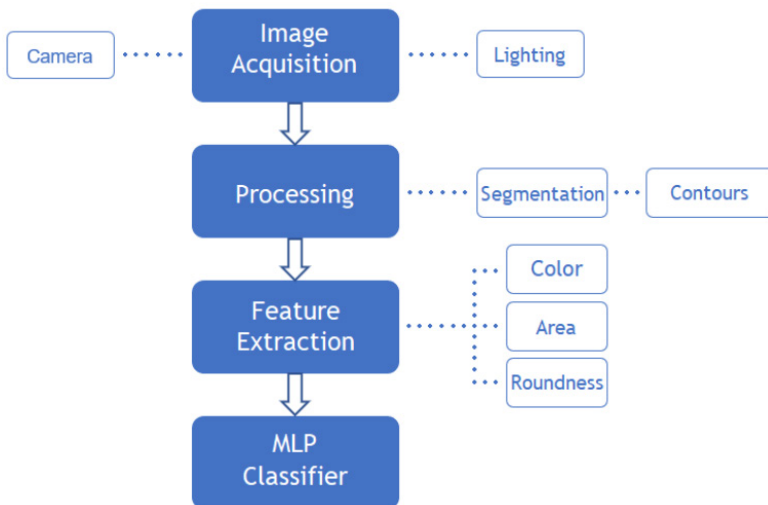 Image
Acquisition
Camera
Lighting
Processing
Segmentation
Contours
Feature
Extraction
Color
Area
Roundness
MLP
Classifier